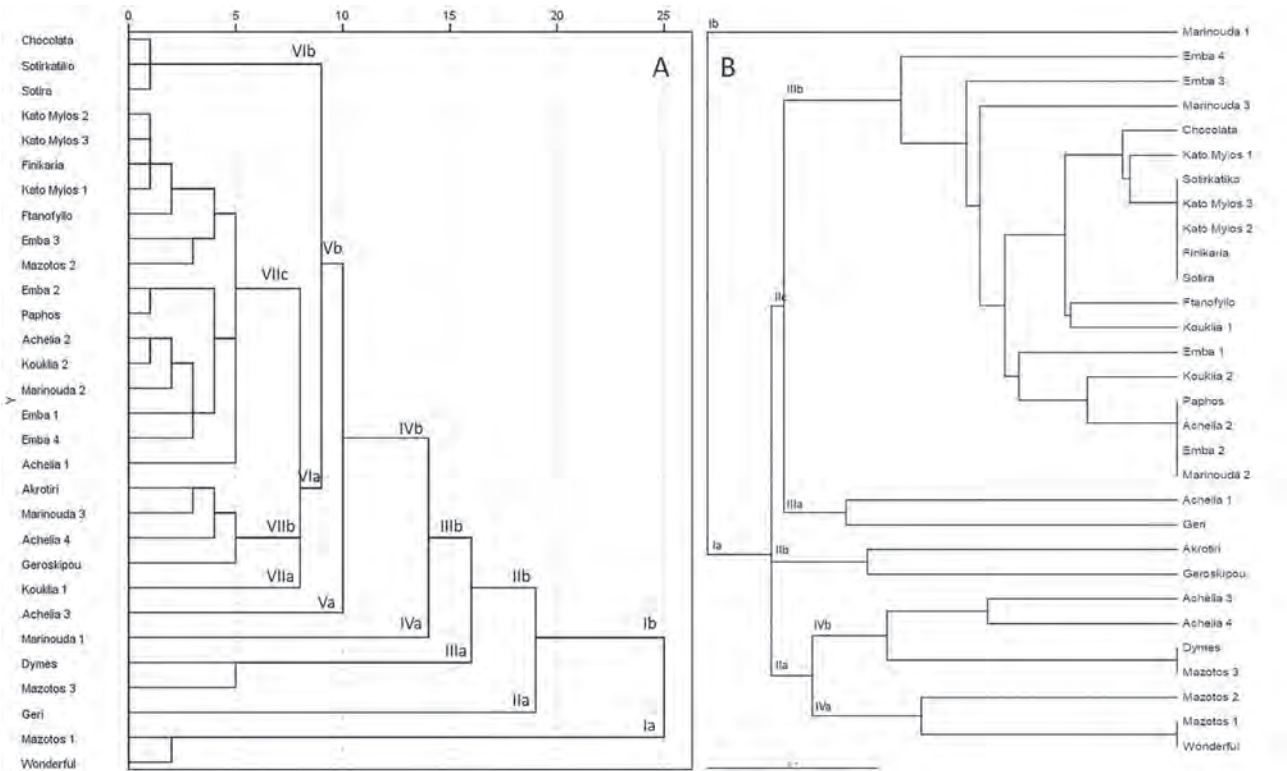 0 5 10 15 20 25
A
Chocolata
Sotirkatiko
Sotira
Kato Mylos 2
Kato Mylos 3
Finikaria
Kato Mylos 1
Ftanofyllo
Emba 3
Mazotos 2
Emba 2
Paphos
Achelia 2
Kouklia 2
Marinouda 2
Emba 1
Emba 4
Achelia 1
Akrotiri
Marinouda 3
Achelia 4
Geroskipou
Kouklia 1
Achelia 3
Marinouda 1
Dymes
Mazotos 3
Geri
Mazotos 1
Wonderful
Y
VIb
Vb
VIIc
IVb
VIa
VIIb
IIIb
VIIa
IIb
Va
IVa
Ib
IIIa
IIa
Ia
B
Ib
IIIb
IIc
IIIa
Ia
IIb
IVb
IIa
IVa
Marinouda 1
Emba 4
Emba 3
Marinouda 3
Chocolata
Kato Mylos 1
Sotirkatiko
Kato Mylos 3
Kato Mylos 2
Finikaria
Sotira
Ftanofyllo
Kouklia 1
Emba 1
Kouklia 2
Paphos
Achelia 2
Emba 2
Marinouda 2
Achelia 1
Geri
Akrotiri
Geroskipou
Achelia 3
Achelia 4
Dymes
Mazotos 3
Mazotos 2
Mazotos 1
Wonderful